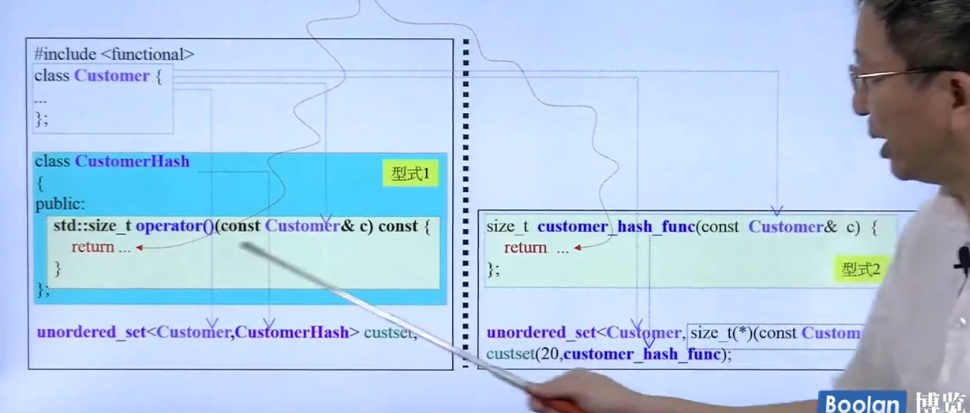 #include <functional>
class Customer {
...
};
class CustomerHash
型式1
{
public:
std::size_t operator()(const Customer& c) const {
return ...
}
};
unordered_set<Customer,CustomerHash> custset;
size_t customer_hash_func(const Customer& c) {
return ...
};
型式2
unordered_set<Customer, size_t(*)(const Custom
custset(20,customer_hash_func);
Boolan 博览